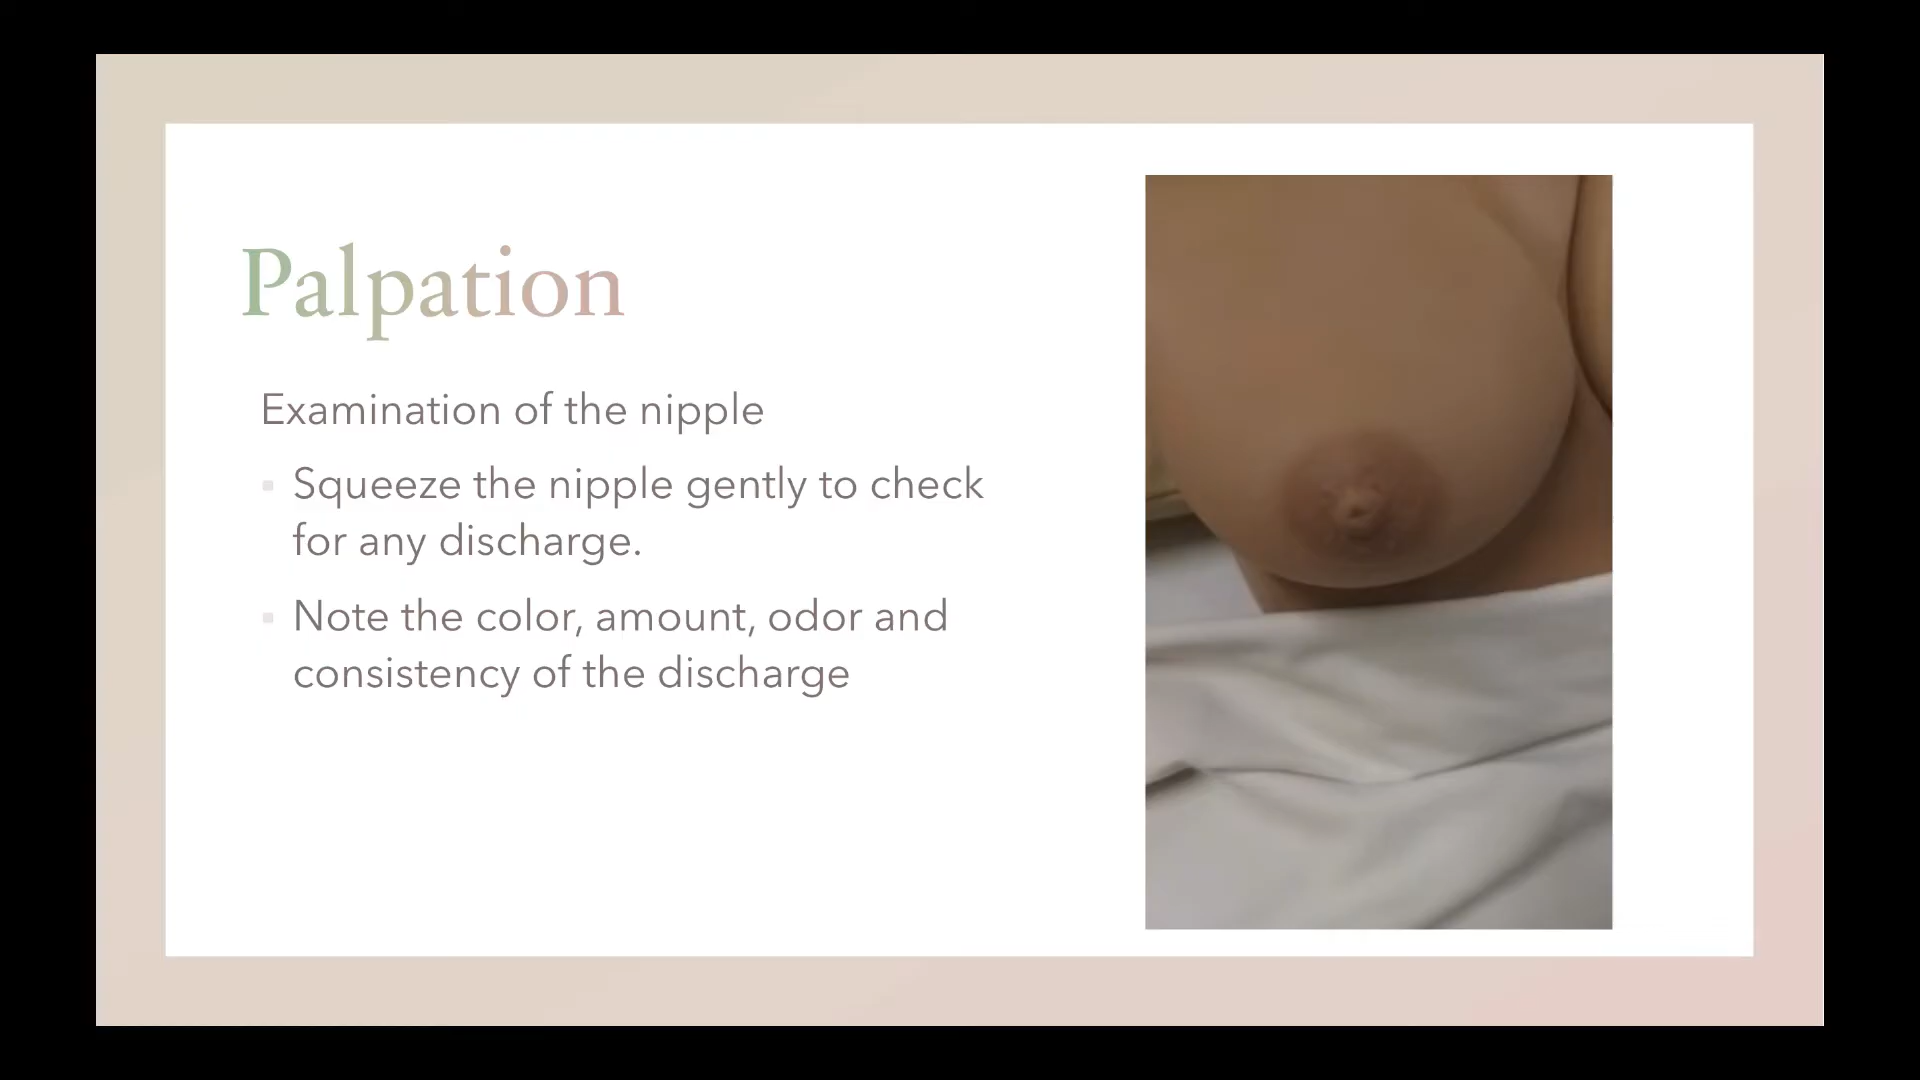 Palpation
Examination of the nipple
Squeeze the nipple gently to check
for any discharge.
Note the color, amount, odor and
consistency of the discharge